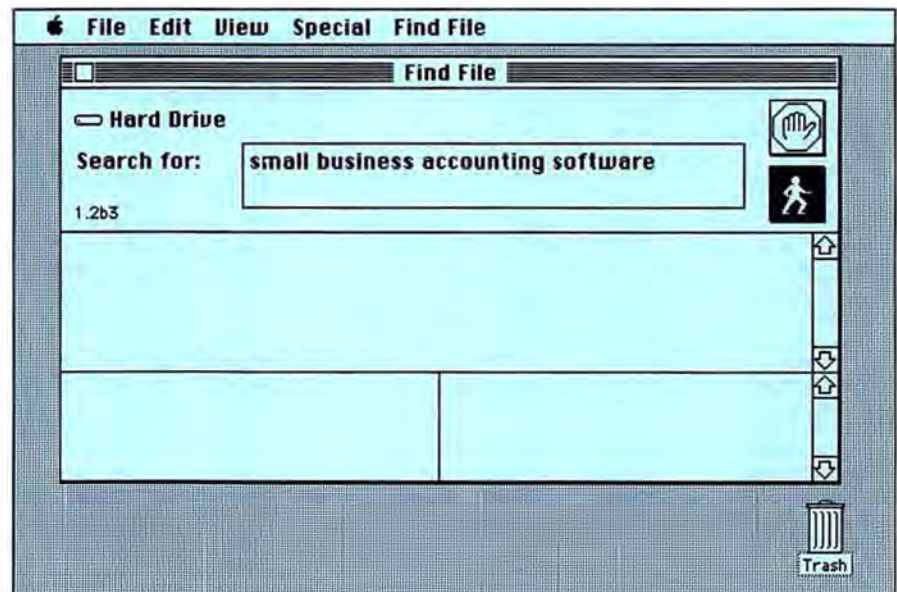 File Edit View Special Find File
Find File
Hard Drive
Search for: small business accounting software
1.2b3
Trash